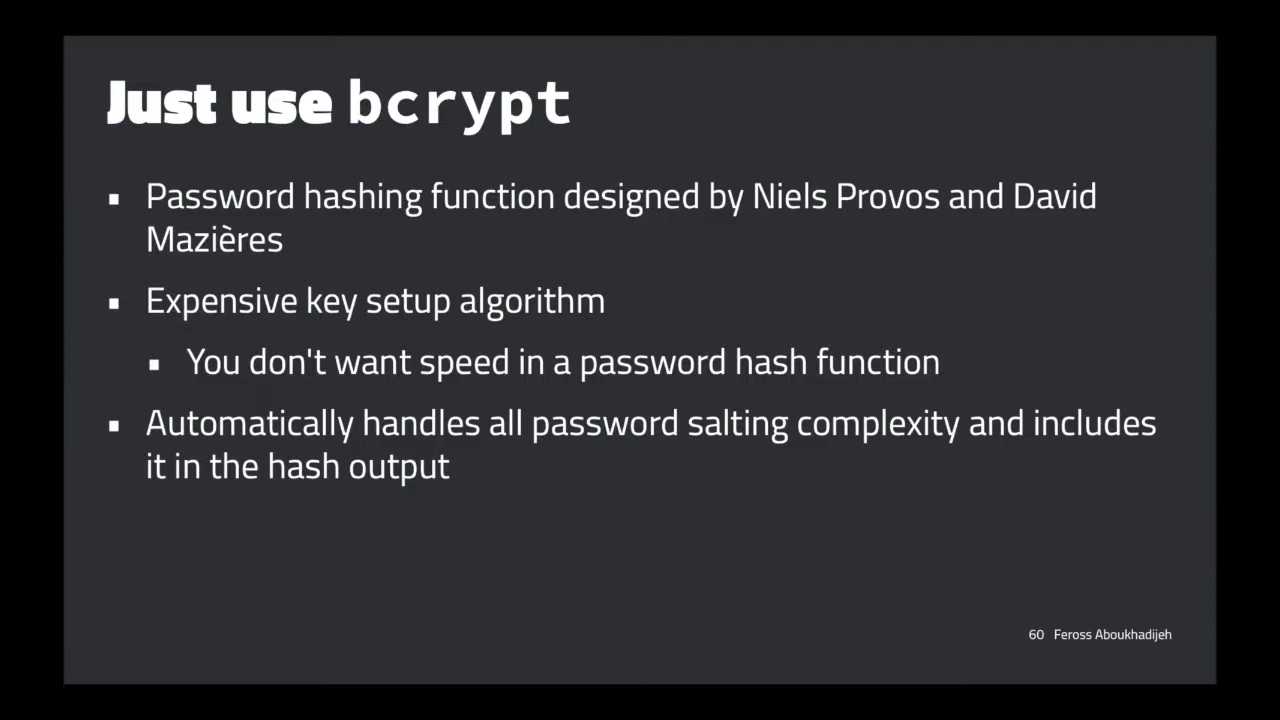 Just use bcrypt
▪ Password hashing function designed by Niels Provos and David
Mazières
▪ Expensive key setup algorithm
▪ You don't want speed in a password hash function
▪ Automatically handles all password salting complexity and includes
it in the hash output
60 Feross Aboukhadijeh